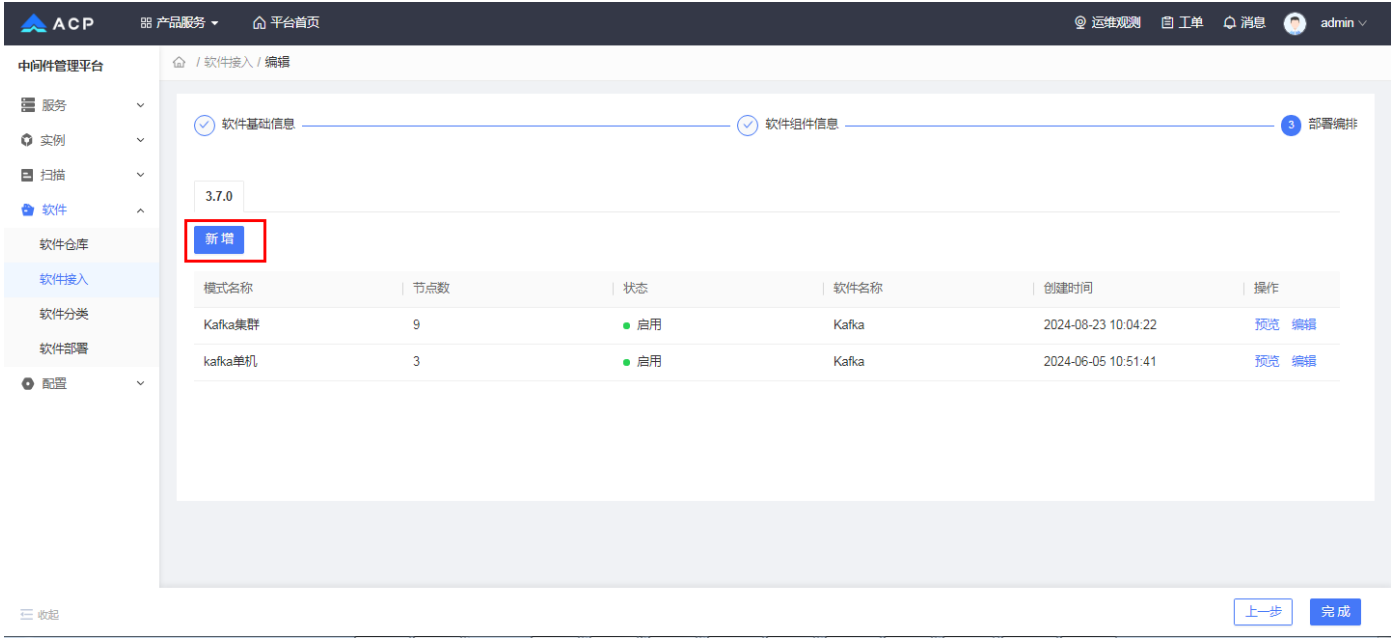 ACP 产品服务 平台首页 运维观测 工单 消息 admin
中间件管理平台
/ 软件接入 / 编辑
服务
实例
扫描
软件
软件仓库
软件接入
软件分类
软件部署
配置
收起
软件基础信息 软件组件信息 3 部署编排
3.7.0
新增
模式名称 节点数 状态 软件名称 创建时间 操作
Kafka集群 9 启用 Kafka 2024-08-23 10:04:22 预览 编辑
kafka单机 3 启用 Kafka 2024-06-05 10:51:41 预览 编辑
上一步 完成